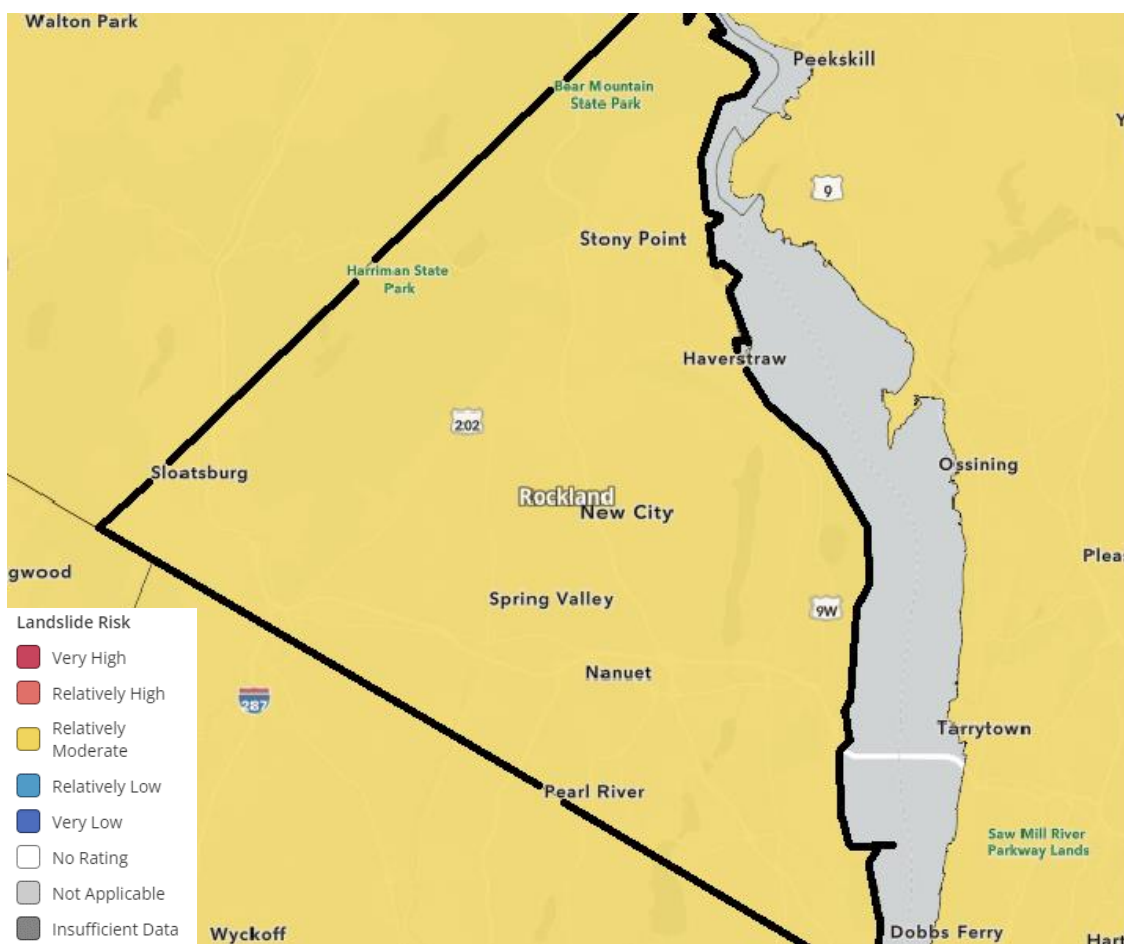 Walton Park
Peekskill
Bear Mountain
State Park
Y
9
Stony Point
Harriman State
Park
Haverstraw
202
Ossining
Sloatsburg
Rockland
New City
Pleas
gwood
Spring Valley
9W
Nanuet
287
Tarrytown
Pearl River
Saw Mill River
Parkway Lands
Wyckoff
Dobbs Ferry
Hart
Landslide Risk
Very High
Relatively High
Relatively
Moderate
Relatively Low
Very Low
No Rating
Not Applicable
Insufficient Data